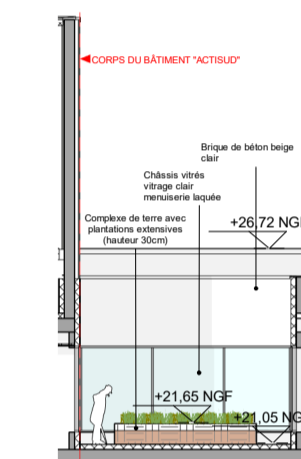 CORPS DU BÂTIMENT "ACTISUD"
Brique de béton beige
clair
Châssis vitrés
vitrage clair
menuiserie laquée
Complexe de terre avec
plantations extensives
(hauteur 30cm)
+26,72 NGF
+21,65 NGF
+21,05 NG